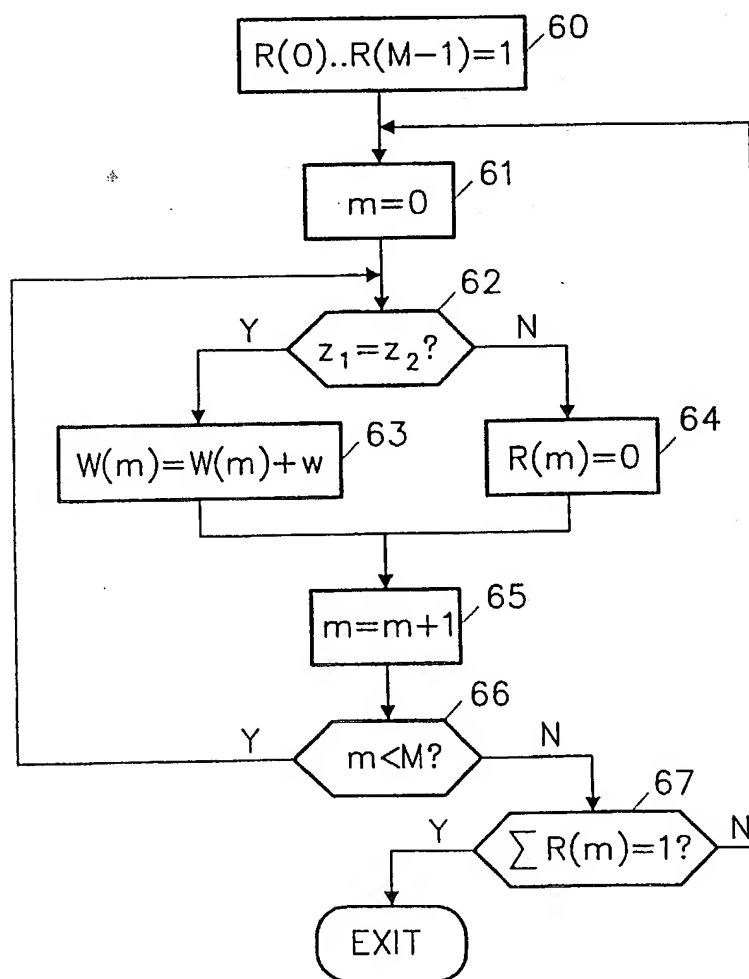 R(0)..R(M-1)=1
60
m=0
61
62
Y
z₁=z₂?
N
W(m)=W(m)+w
63
R(m)=0
64
m=m+1
65
66
Y
m<M?
N
67
Y
∑ R(m)=1?
N
EXIT